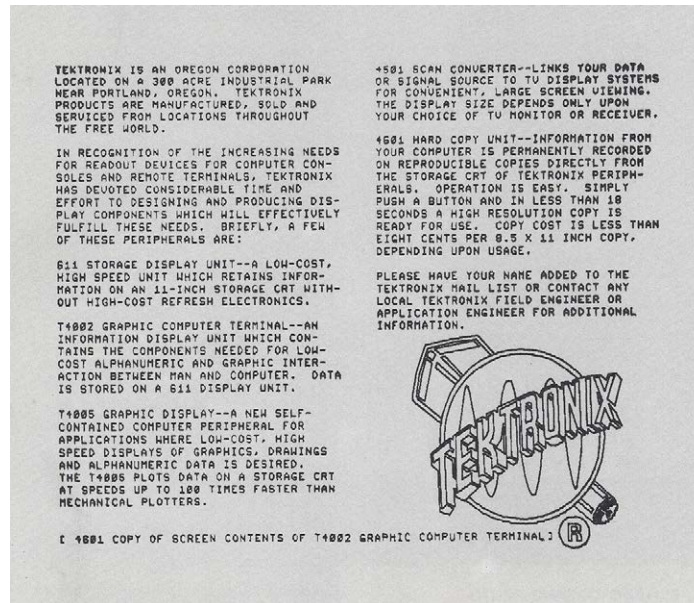 TEKTRONIX IS AN OREGON CORPORATION
LOCATED ON A 300 ACRE INDUSTRIAL PARK
NEAR PORTLAND, OREGON. TEKTRONIX
PRODUCTS ARE MANUFACTURED, SOLD AND
SERVICED FROM LOCATIONS THROUGHOUT
THE FREE WORLD.
IN RECOGNITION OF THE INCREASING NEEDS
FOR READOUT DEVICES FOR COMPUTER CON-
SOLES AND REMOTE TERMINALS, TEKTRONIX
HAS DEVOTED CONSIDERABLE TIME AND
EFFORT TO DESIGNING AND PRODUCING DIS-
PLAY COMPONENTS WHICH WILL EFFECTIVELY
FULFILL THESE NEEDS. BRIEFLY, A FEW
OF THESE PERIPHERALS ARE:
611 STORAGE DISPLAY UNIT--A LOW-COST,
HIGH SPEED UNIT WHICH RETAINS INFOR-
MATION ON AN 11-INCH STORAGE CRT WITH-
OUT HIGH-COST REFRESH ELECTRONICS.
T4002 GRAPHIC COMPUTER TERMINAL--AN
INFORMATION DISPLAY UNIT WHICH CON-
TAINS THE COMPONENTS NEEDED FOR LOW-
COST ALPHANUMERIC AND GRAPHIC INTER-
ACTION BETWEEN MAN AND COMPUTER. DATA
IS STORED ON A 611 DISPLAY UNIT.
T4005 GRAPHIC DISPLAY--A NEW SELF-
CONTAINED COMPUTER PERIPHERAL FOR
APPLICATIONS WHERE LOW-COST, HIGH
SPEED DISPLAYS OF GRAPHICS, DRAWINGS
AND ALPHANUMERIC DATA IS DESIRED.
THE T4005 PLOTS DATA ON A STORAGE CRT
AT SPEEDS UP TO 100 TIMES FASTER THAN
MECHANICAL PLOTTERS.
4501 SCAN CONVERTER--LINKS YOUR DATA
OR SIGNAL SOURCE TO TV DISPLAY SYSTEMS
FOR CONVENIENT, LARGE SCREEN VIEWING.
THE DISPLAY SIZE DEPENDS ONLY UPON
YOUR CHOICE OF TV MONITOR OR RECEIVER.
4601 HARD COPY UNIT--INFORMATION FROM
YOUR COMPUTER IS PERMANENTLY RECORDED
ON REPRODUCIBLE COPIES DIRECTLY FROM
THE STORAGE CRT OF TEKTRONIX PERIPH-
ERALS. OPERATION IS EASY. SIMPLY
PUSH A BUTTON AND IN LESS THAN 18
SECONDS A HIGH RESOLUTION COPY IS
READY FOR USE. COPY COST IS LESS THAN
EIGHT CENTS PER 8.5 X 11 INCH COPY,
DEPENDING UPON USAGE.
PLEASE HAVE YOUR NAME ADDED TO THE
TEKTRONIX MAIL LIST OR CONTACT ANY
LOCAL TEKTRONIX FIELD ENGINEER OR
APPLICATION ENGINEER FOR ADDITIONAL
INFORMATION.
TEKTRONIX
[ 4601 COPY OF SCREEN CONTENTS OF T4002 GRAPHIC COMPUTER TERMINAL] ®